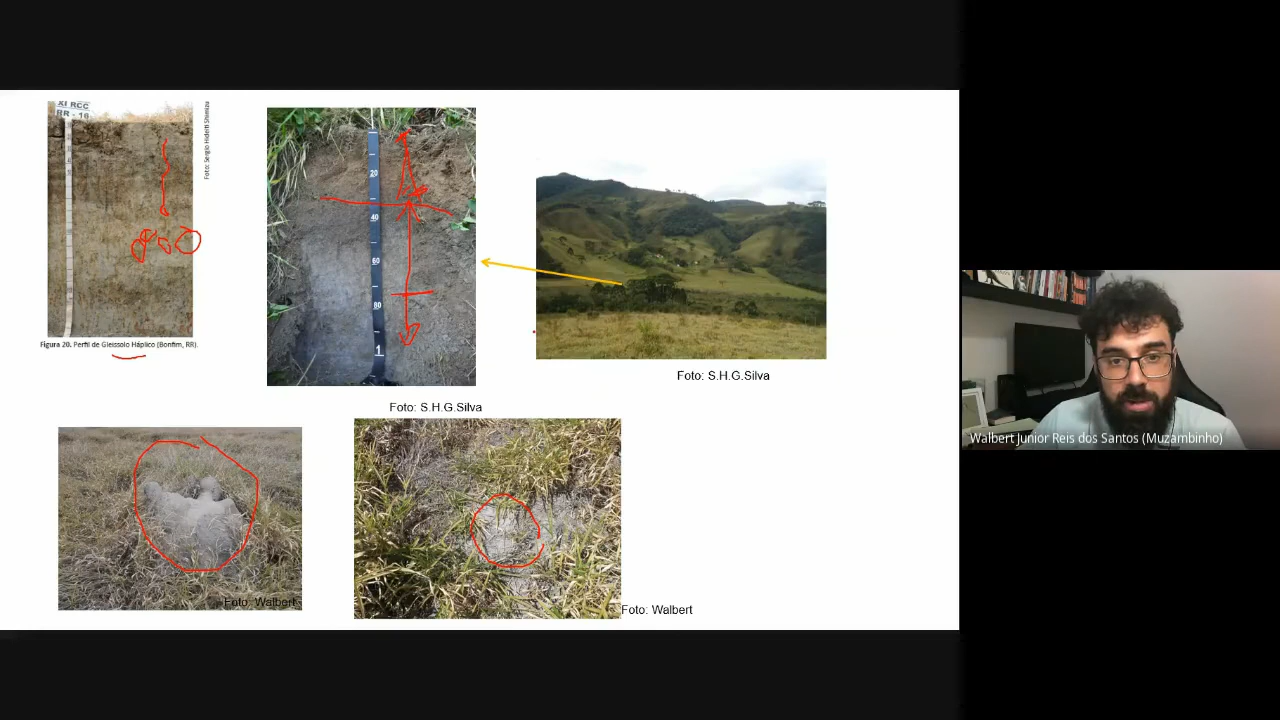 XI RCC
RR - 16
Foto: Sergio Hideiti Shimizu
Figura 20. Perfil de Gleissolo Háplico (Bonfim, RR).
20
40
60
80
1
Foto: S.H.G.Silva
Foto: S.H.G.Silva
Foto: Walbert
Foto: Walbert
Walbert Junior Reis dos Santos (Muzambinho)